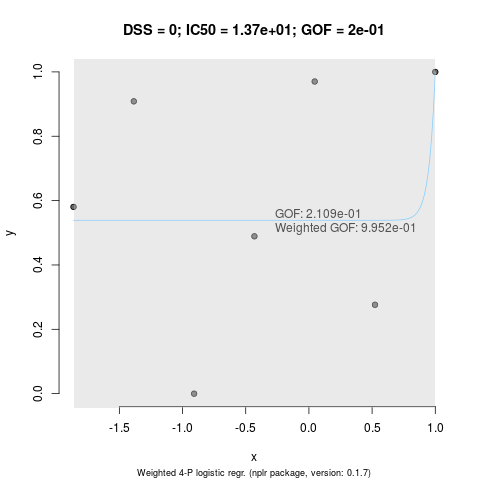 DSS = 0; IC50 = 1.37e+01; GOF = 2e-01
1.0
0.8
0.6
0.4
0.2
0.0
y
GOF: 2.109e-01
Weighted GOF: 9.952e-01
-1.5 -1.0 -0.5 0.0 0.5 1.0
x
Weighted 4-P logistic regr. (nplr package, version: 0.1.7)